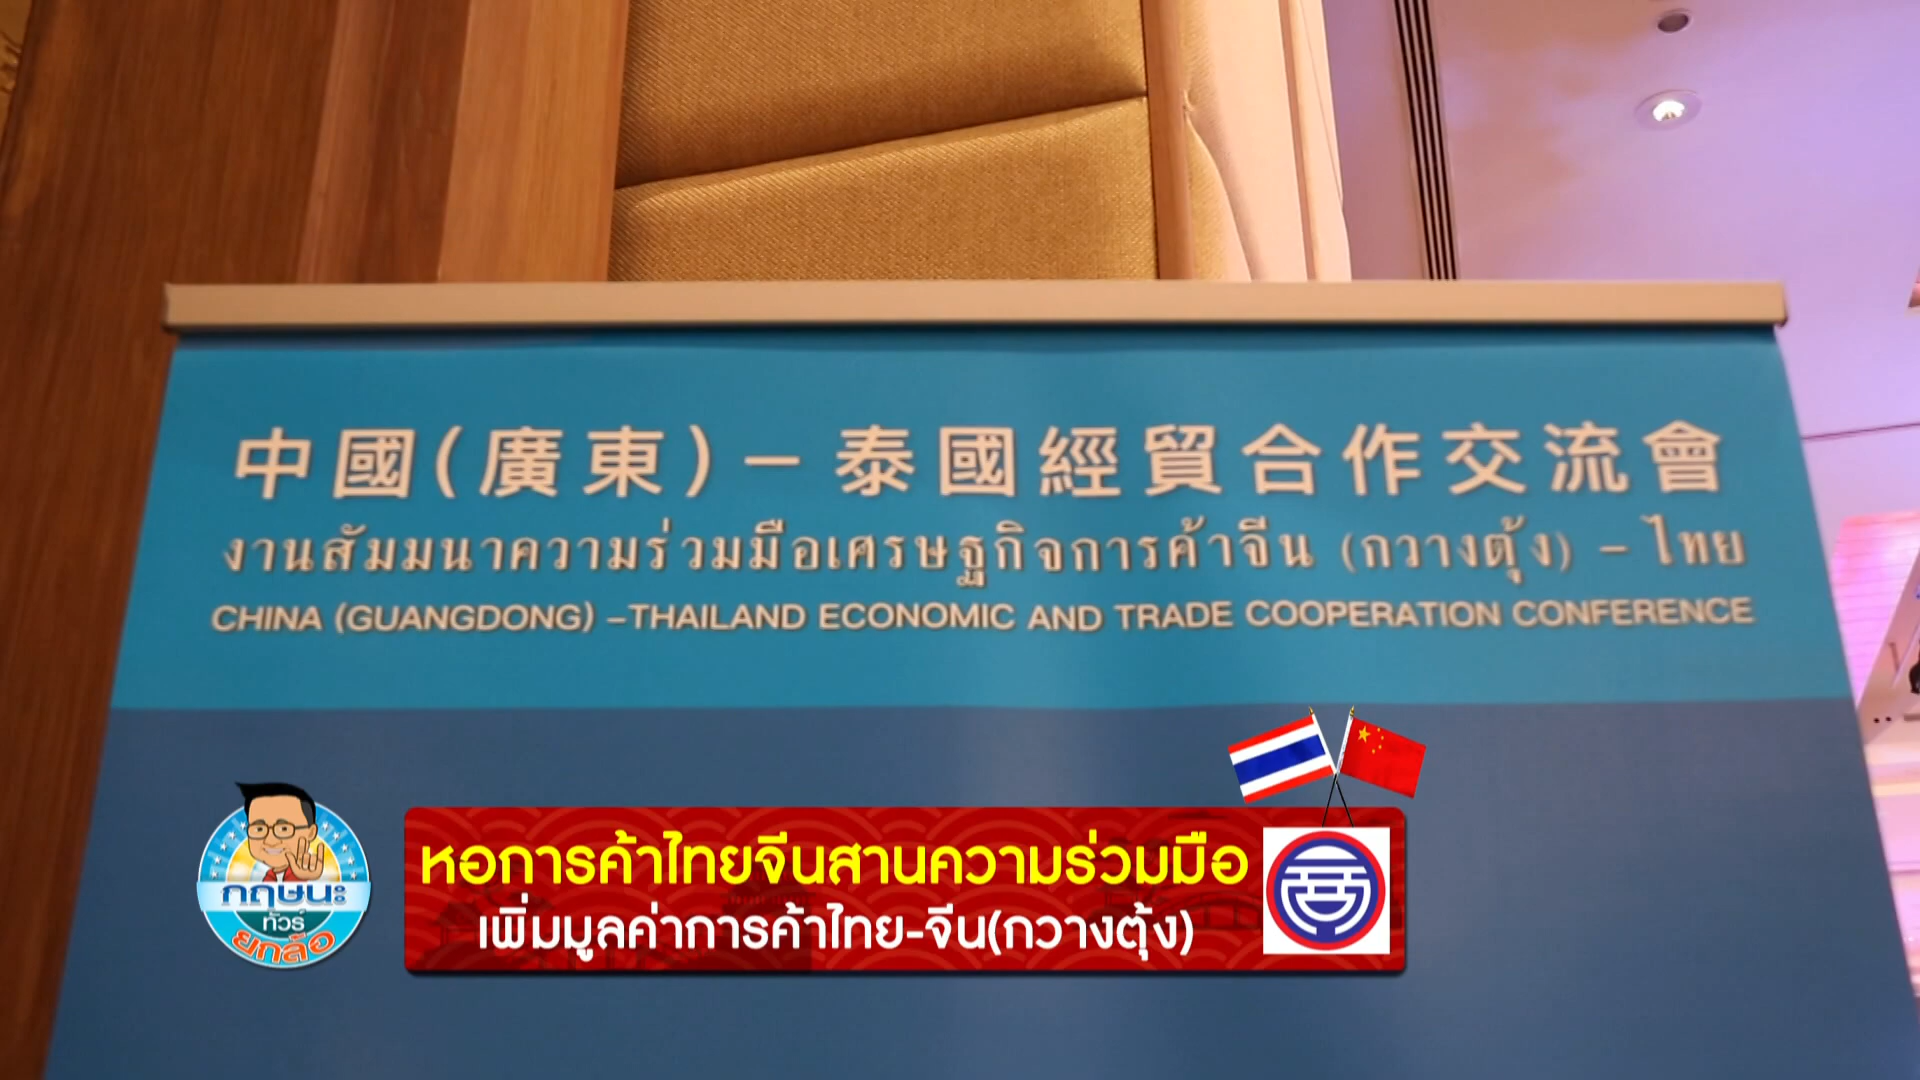 中國(廣東)－泰國經貿合作交流會
งานสัมมนาความร่วมมือเศรษฐกิจการค้าจีน (กวางตุ้ง) – ไทย
CHINA (GUANGDONG) –THAILAND ECONOMIC AND TRADE COOPERATION CONFERENCE
หอการค้าไทยจีนสานความร่วมมือ
เพิ่มมูลค่าการค้าไทย-จีน(กวางตุ้ง)
กฤษนะ
ทัวร์
ยกล้อ